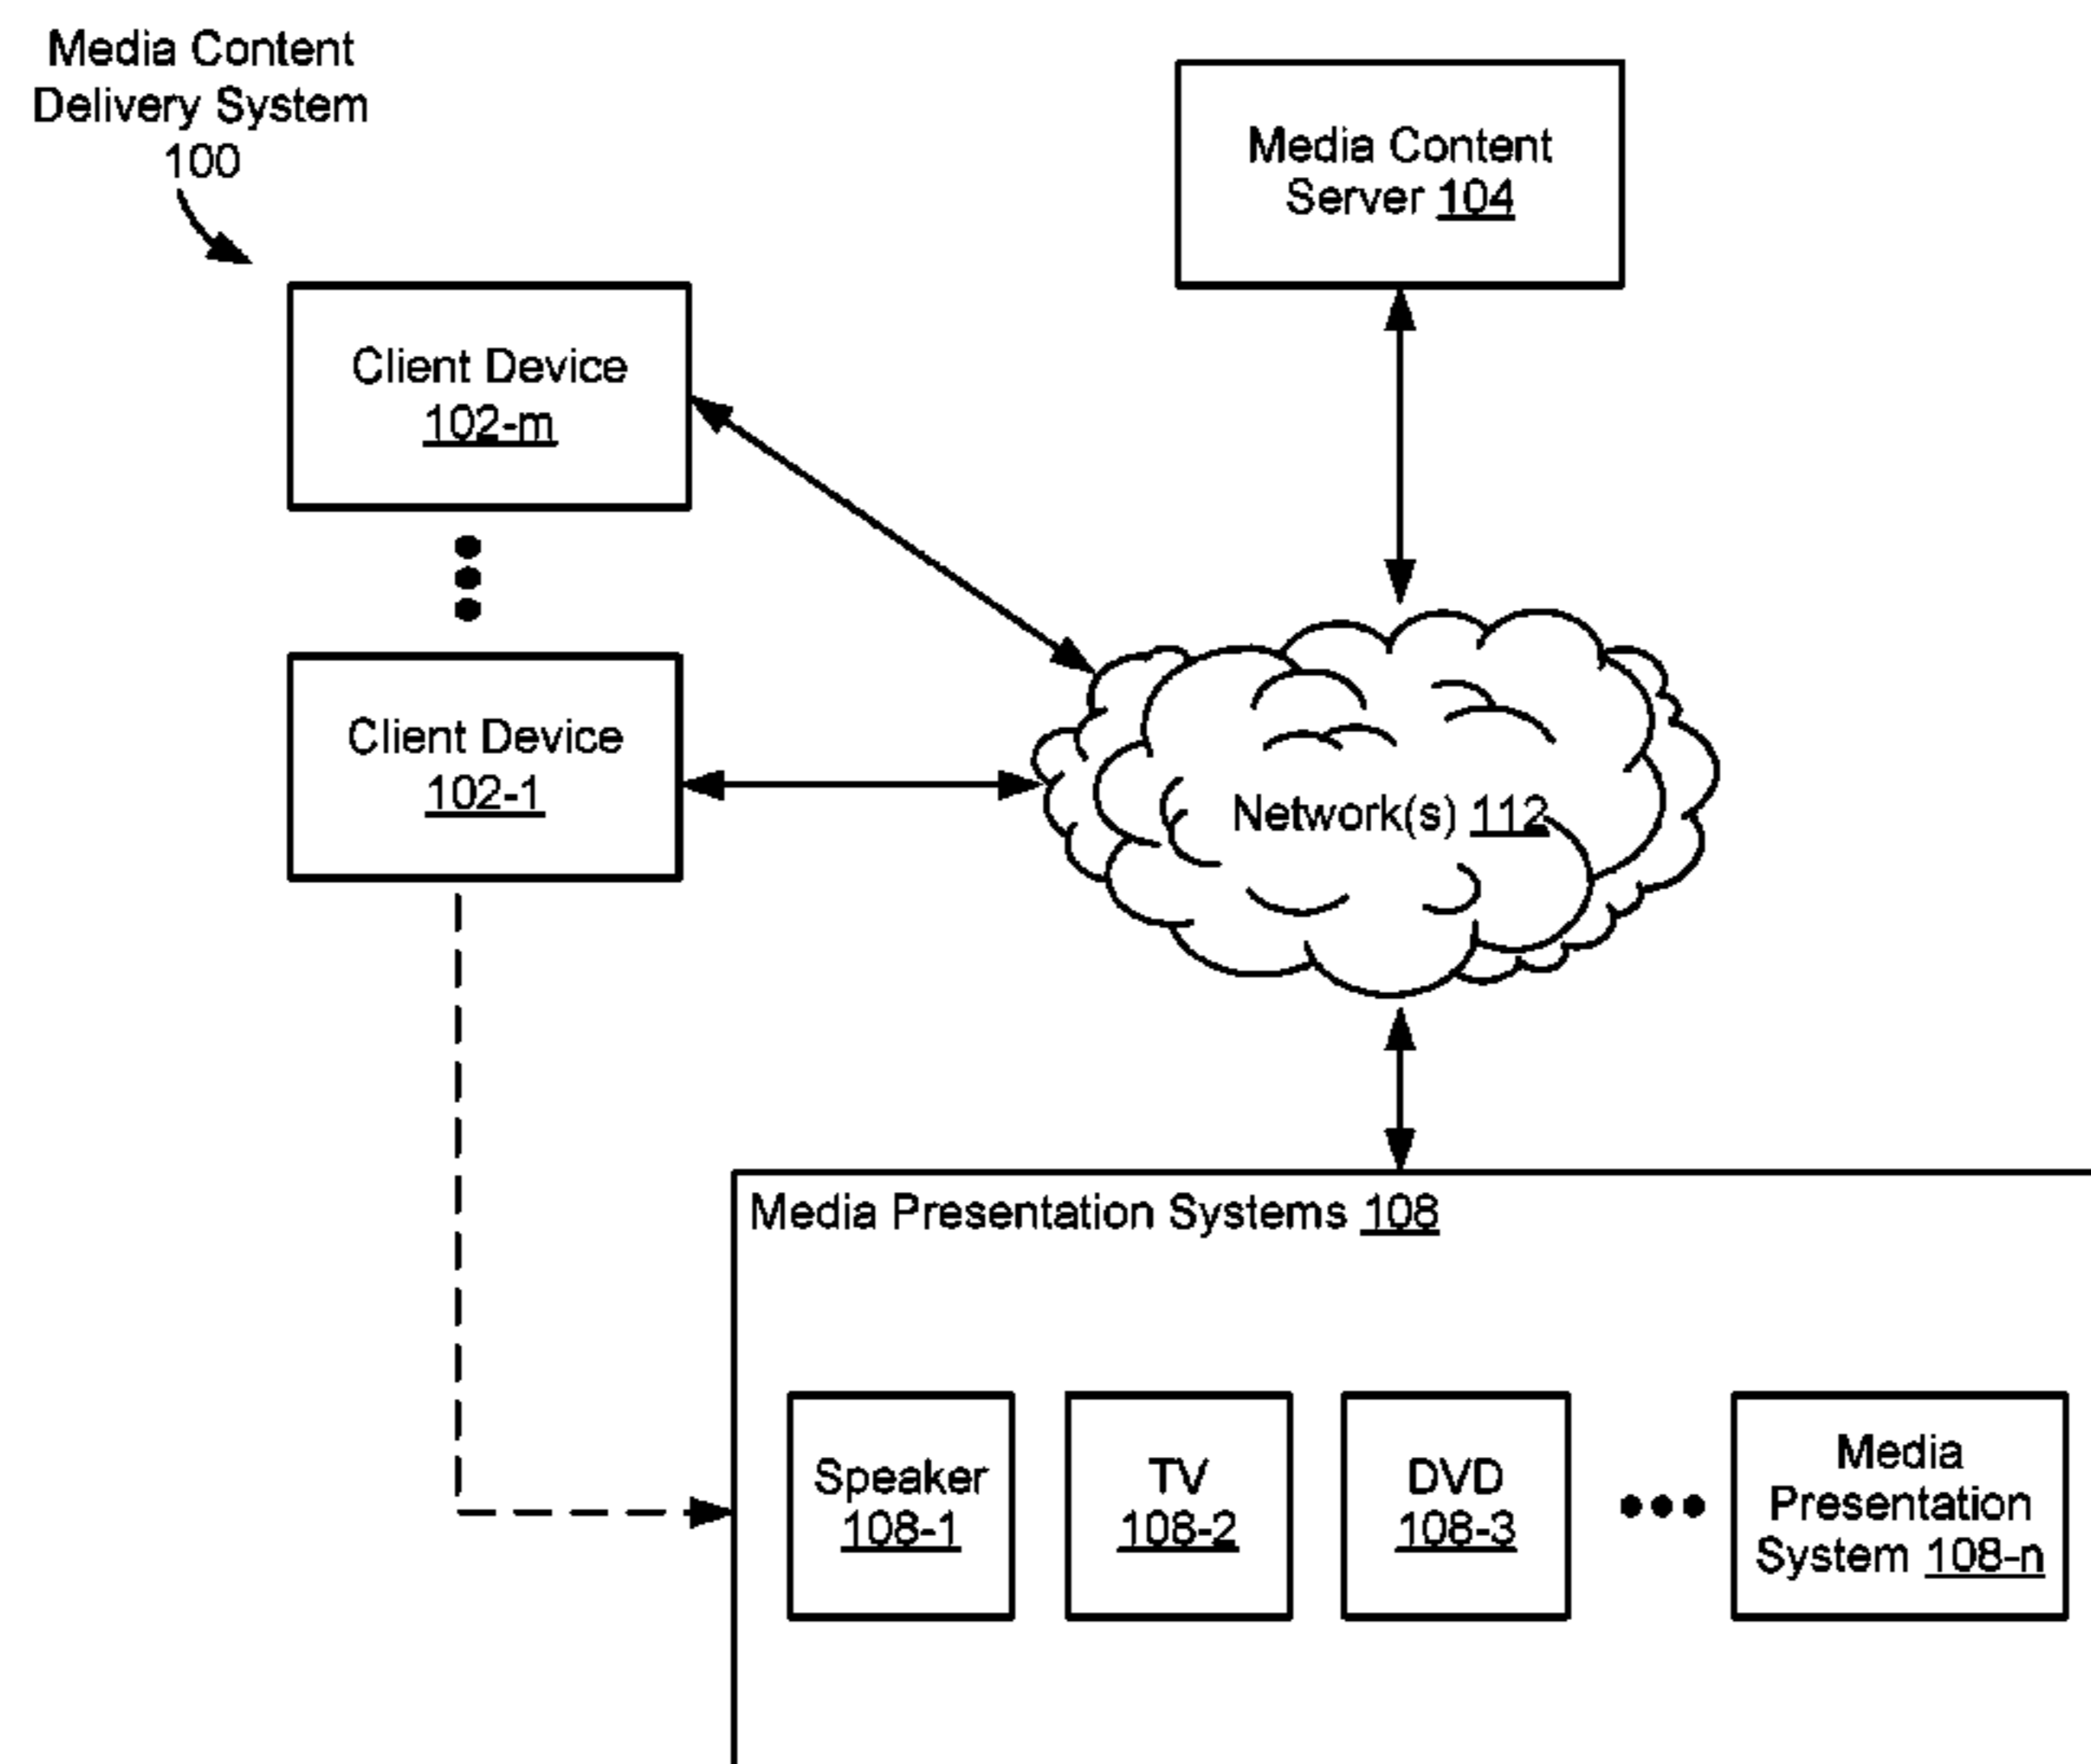 Media Content
Delivery System
100
Media Content
Server 104
Client Device
102-m
Client Device
102-1
Network(s) 112
Media Presentation Systems 108
Speaker
108-1
TV
108-2
DVD
108-3
Media
Presentation
System 108-n